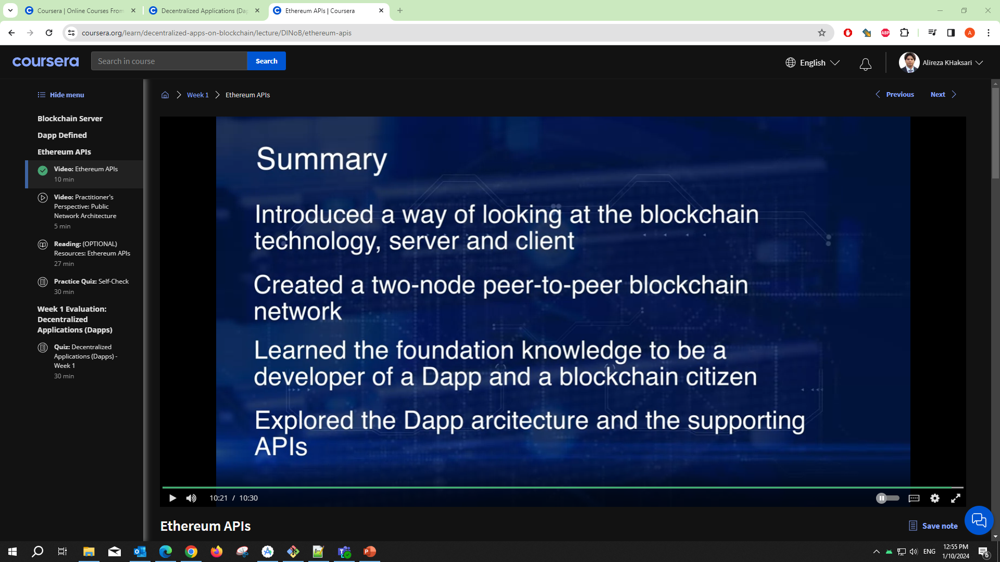 Coursera | Online Courses From
Decentralized Applications (Dap
Ethereum APIs | Coursera
coursera.org/learn/decentralized-apps-on-blockchain/lecture/DINoB/ethereum-apis
ABP
A
coursera
Search in course
Search
English
Alireza KHaksari
Hide menu
Week 1
Ethereum APIs
Previous
Next
Blockchain Server
Dapp Defined
Ethereum APIs
Video: Ethereum APIs
10 min
Video: Practitioner's
Perspective: Public
Network Architecture
5 min
Reading: (OPTIONAL)
Resources: Ethereum APIs
27 min
Practice Quiz: Self-Check
30 min
Week 1 Evaluation:
Decentralized
Applications (Dapps)
Quiz: Decentralized
Applications (Dapps) -
Week 1
30 min
Summary
Introduced a way of looking at the blockchain
technology, server and client
Created a two-node peer-to-peer blockchain
network
Learned the foundation knowledge to be a
developer of a Dapp and a blockchain citizen
Explored the Dapp arcitecture and the supporting
APIs
10:21 / 10:30
Ethereum APIs
Save note
ENG
12:55 PM
1/10/2024
6